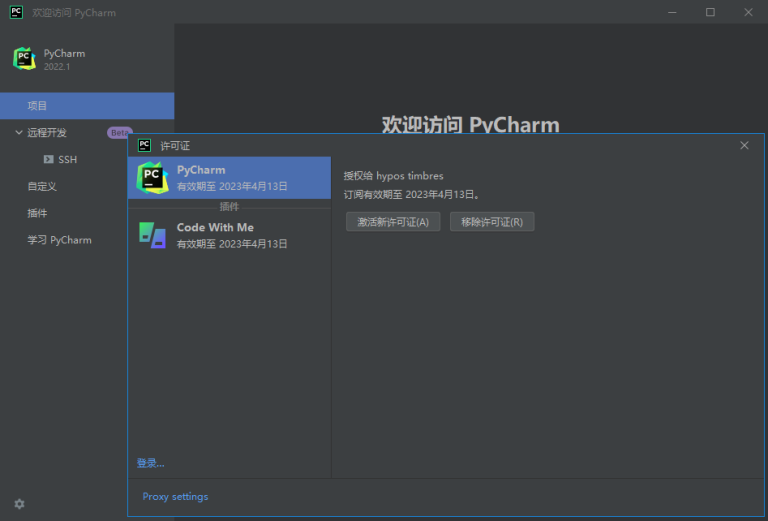 欢迎访问 PyCharm
PyCharm
2022.1
项目
远程开发
Beta
SSH
自定义
插件
学习 PyCharm
欢迎访问 PyCharm
许可证
PyCharm
有效期至 2023年4月13日
插件
Code With Me
有效期至 2023年4月13日
授权给 hypos timbres
订阅有效期至 2023年4月13日。
激活新许可证(A) 移除许可证(R)
登录...
Proxy settings